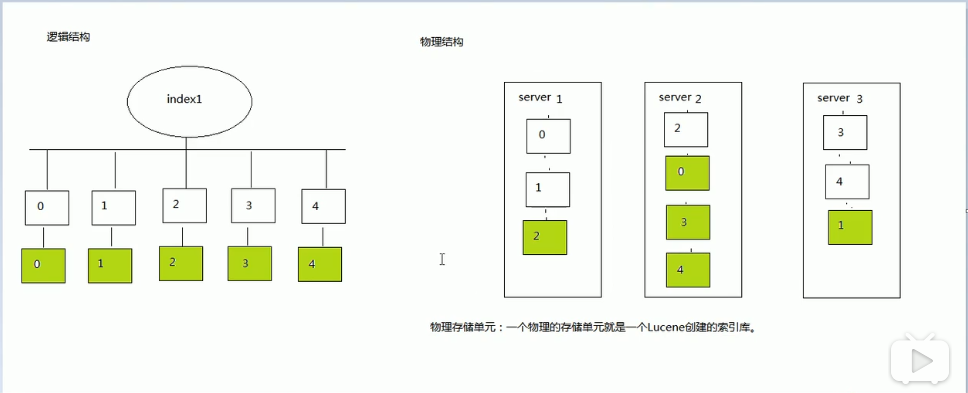 逻辑结构
index1
0 1 2 3 4
0 1 2 3 4
物理结构
server 1
0
1
2
server 2
2
0
3
4
server 3
3
4
1
物理存储单元：一个物理的存储单元就是一个Lucene创建的索引库。